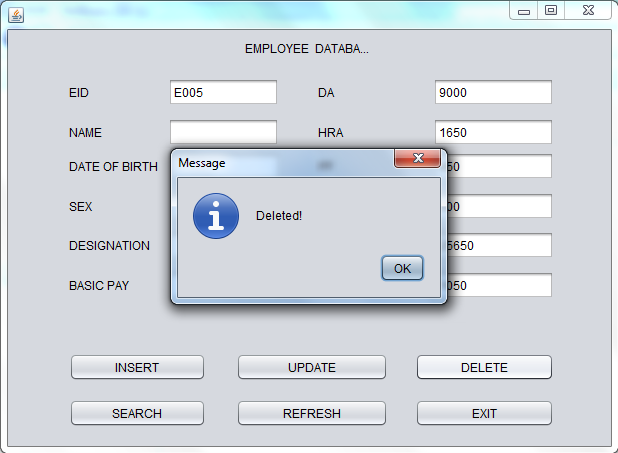 EMPLOYEE DATABA...
EID E005 DA 9000
NAME HRA 1650
DATE OF BIRTH
SEX
DESIGNATION
BASIC PAY
Message
Deleted!
OK
INSERT UPDATE DELETE
SEARCH REFRESH EXIT